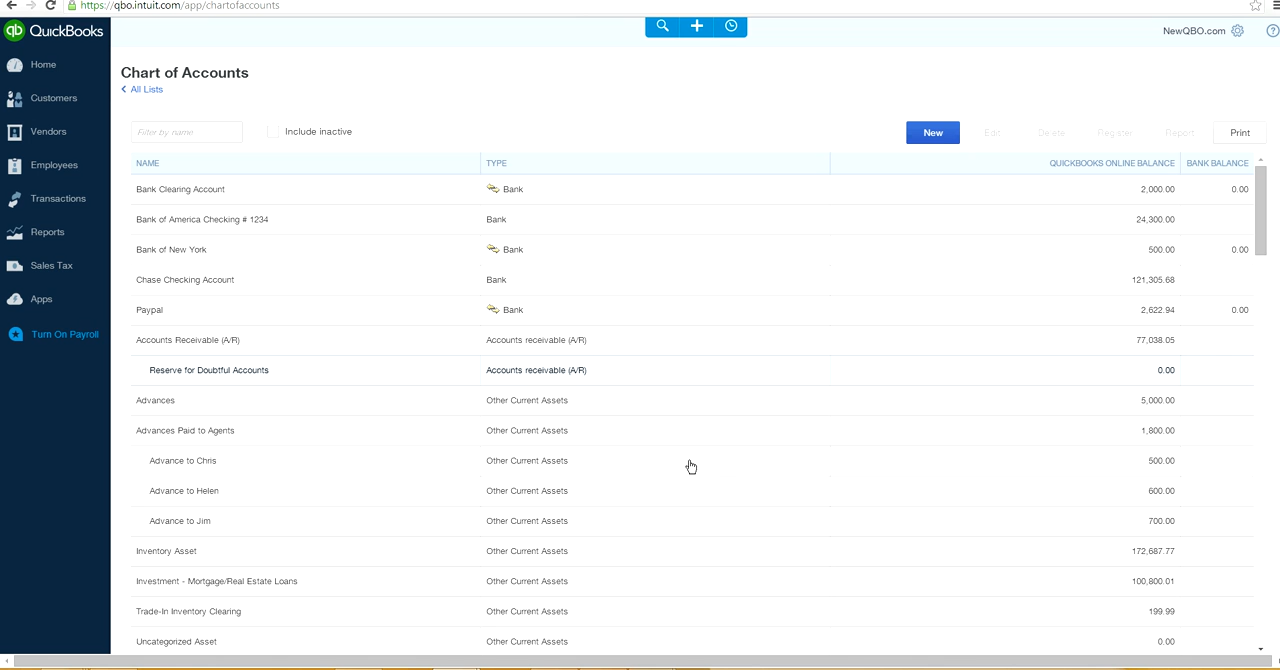 https://qbo.intuit.com/app/chartofaccounts
qb QuickBooks
NewQBO.com
Home
Customers
Vendors
Employees
Transactions
Reports
Sales Tax
Apps
Turn On Payroll
Chart of Accounts
All Lists
Filter by name Include inactive New Edit Delete Register Report Print
NAME TYPE QUICKBOOKS ONLINE BALANCE BANK BALANCE
Bank Clearing Account Bank 2,000.00 0.00
Bank of America Checking # 1234 Bank 24,300.00
Bank of New York Bank 500.00 0.00
Chase Checking Account Bank 121,305.68
Paypal Bank 2,622.94 0.00
Accounts Receivable (A/R) Accounts receivable (A/R) 77,038.05
Reserve for Doubtful Accounts Accounts receivable (A/R) 0.00
Advances Other Current Assets 5,000.00
Advances Paid to Agents Other Current Assets 1,800.00
Advance to Chris Other Current Assets 500.00
Advance to Helen Other Current Assets 600.00
Advance to Jim Other Current Assets 700.00
Inventory Asset Other Current Assets 172,687.77
Investment - Mortgage/Real Estate Loans Other Current Assets 100,800.01
Trade-In Inventory Clearing Other Current Assets 199.99
Uncategorized Asset Other Current Assets 0.00